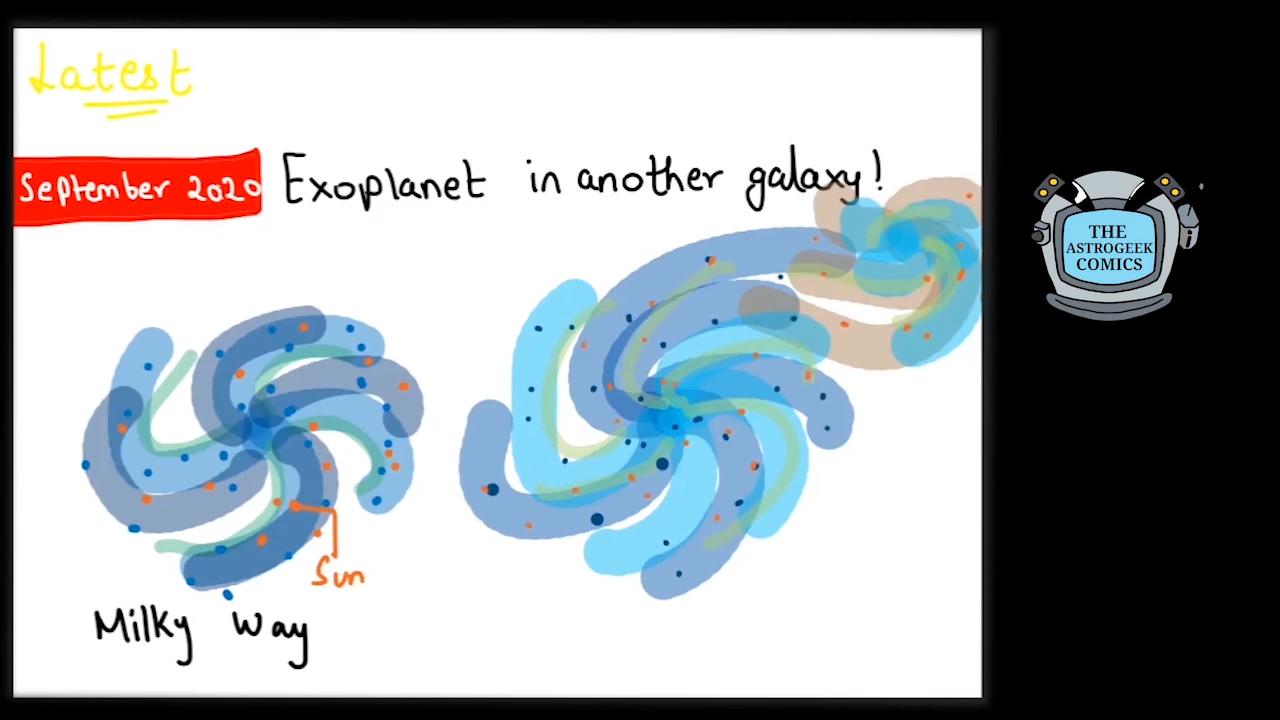 Latest
September 2020 Exoplanet in another galaxy!
THE
ASTROGEEK
COMICS
Sun
Milky Way